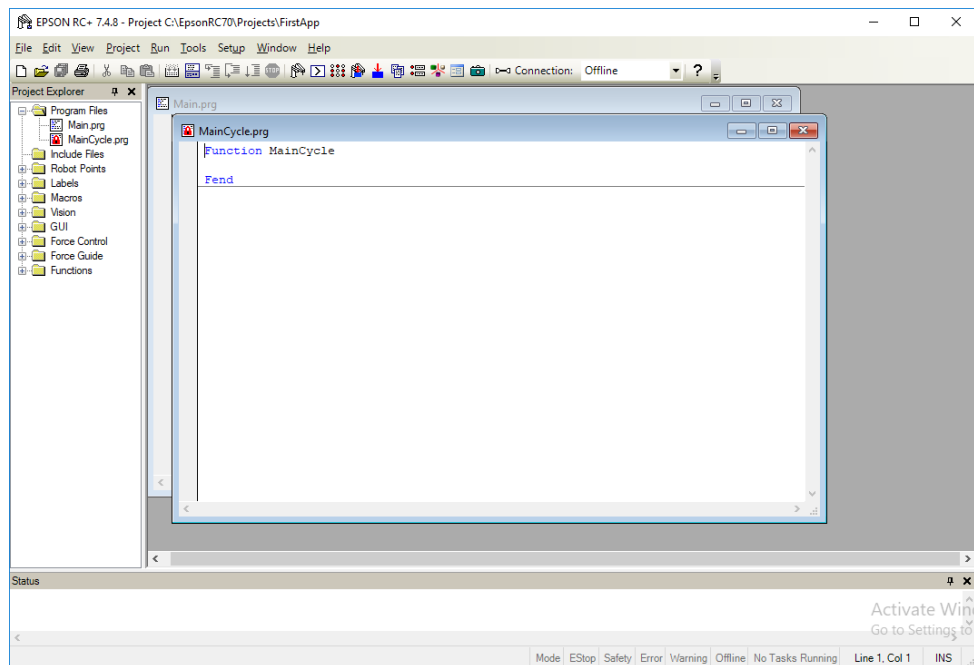 EPSON RC+ 7.4.8 - Project C:\EpsonRC70\Projects\FirstApp
File Edit View Project Run Tools Setup Window Help
STOP Connection: Offline ?
Project Explorer
Program Files
Main.prg
MainCycle.prg
Include Files
Robot Points
Labels
Macros
Vision
GUI
Force Control
Force Guide
Functions
Main.prg
MainCycle.prg
Function MainCycle
Fend
Status
Activate Win
Go to Settings to
Mode EStop Safety Error Warning Offline No Tasks Running Line 1, Col 1 INS